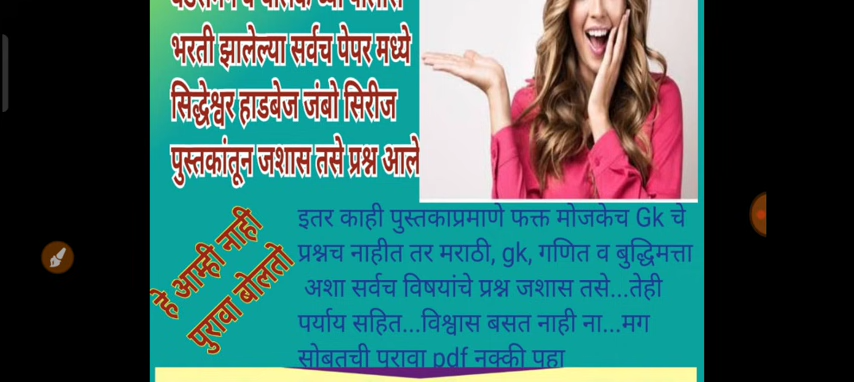 भरती झालेल्या सर्वच पेपर मध्ये
सिद्धेश्वर हाडबेज जंबो सिरीज
पुस्तकांतून जशास तसे प्रश्न आले
हे आम्ही नाही
पुरावा बोलतो
इतर काही पुस्तकाप्रमाणे फक्त मोजकेच Gk चे
प्रश्नच नाहीत तर मराठी, gk, गणित व बुद्धिमत्ता
अशा सर्वच विषयांचे प्रश्न जशास तसे...तेही
पर्याय सहित...विश्वास बसत नाही ना...मग
सोबतची पुरावा pdf नक्की पहा